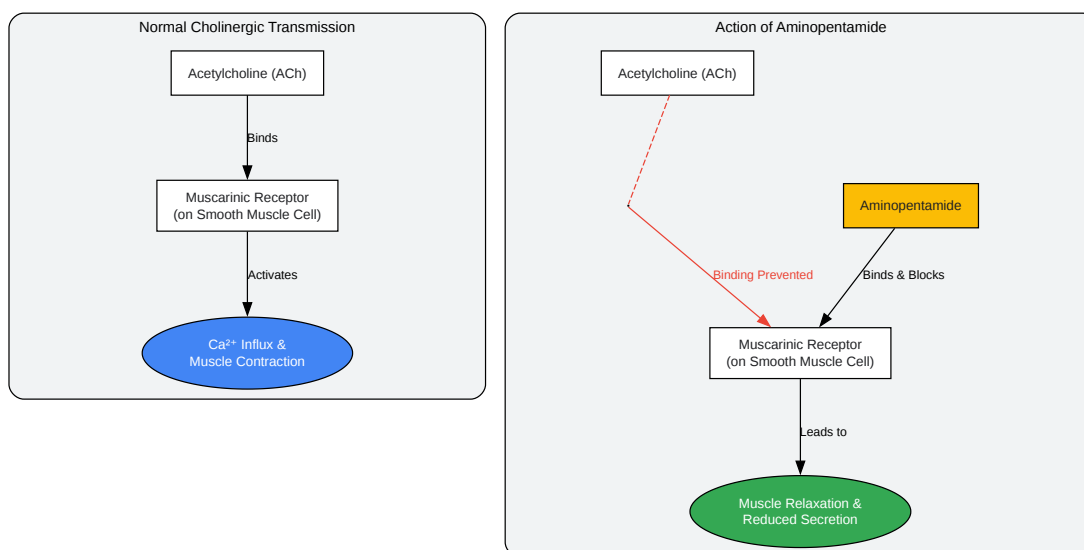 Normal Cholinergic Transmission
Acetylcholine (ACh)
Binds
Muscarinic Receptor
(on Smooth Muscle Cell)
Activates
Ca²⁺ Influx &
Muscle Contraction
Action of Aminopentamide
Acetylcholine (ACh)
Aminopentamide
Binding Prevented
Binds & Blocks
Muscarinic Receptor
(on Smooth Muscle Cell)
Leads to
Muscle Relaxation &
Reduced Secretion